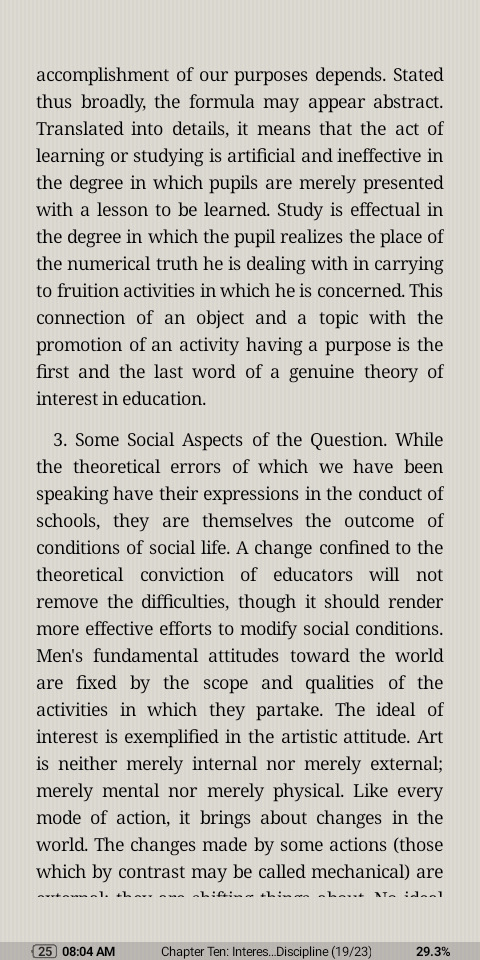 accomplishment of our purposes depends. Stated
thus broadly, the formula may appear abstract.
Translated into details, it means that the act of
learning or studying is artificial and ineffective in
the degree in which pupils are merely presented
with a lesson to be learned. Study is effectual in
the degree in which the pupil realizes the place of
the numerical truth he is dealing with in carrying
to fruition activities in which he is concerned. This
connection of an object and a topic with the
promotion of an activity having a purpose is the
first and the last word of a genuine theory of
interest in education.
3. Some Social Aspects of the Question. While
the theoretical errors of which we have been
speaking have their expressions in the conduct of
schools, they are themselves the outcome of
conditions of social life. A change confined to the
theoretical conviction of educators will not
remove the difficulties, though it should render
more effective efforts to modify social conditions.
Men's fundamental attitudes toward the world
are fixed by the scope and qualities of the
activities in which they partake. The ideal of
interest is exemplified in the artistic attitude. Art
is neither merely internal nor merely external;
merely mental nor merely physical. Like every
mode of action, it brings about changes in the
world. The changes made by some actions (those
which by contrast may be called mechanical) are
external; they are shifting things about. No ideal
25 08:04 AM Chapter Ten: Interes...Discipline (19/23) 29.3%